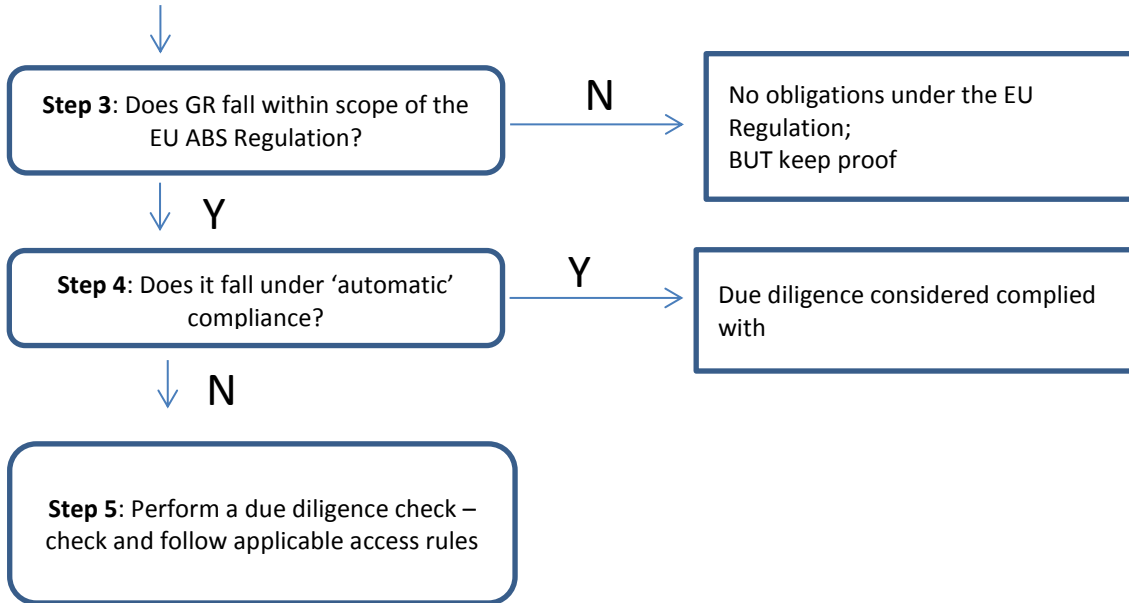 Step 3: Does GR fall within scope of the
EU ABS Regulation?
N
No obligations under the EU
Regulation;
BUT keep proof
Y
Step 4: Does it fall under ‘automatic’
compliance?
Y
Due diligence considered complied
with
N
Step 5: Perform a due diligence check –
check and follow applicable access rules